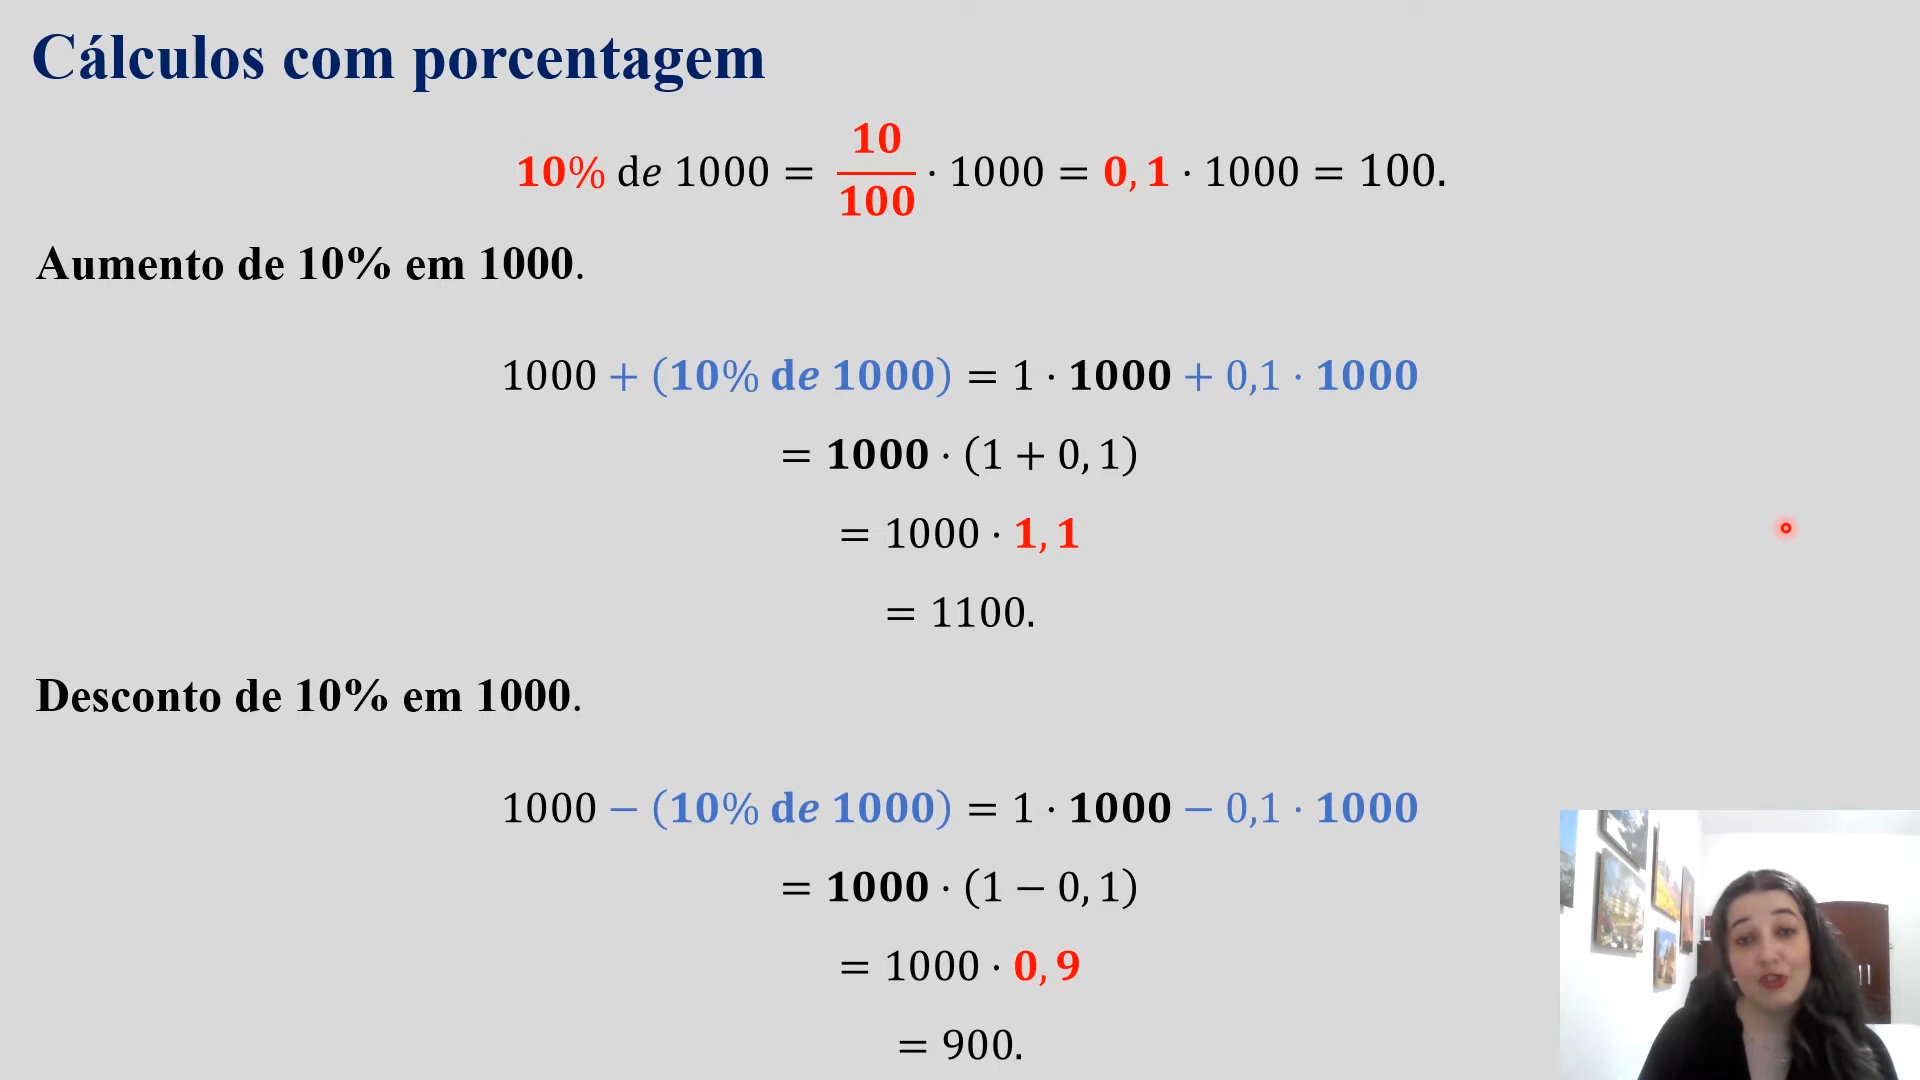 Cálculos com porcentagem
10% de 1000 = 10/100 · 1000 = 0,1 · 1000 = 100.
Aumento de 10% em 1000.
1000 + (10% de 1000) = 1 · 1000 + 0,1 · 1000
= 1000 · (1 + 0,1)
= 1000 · 1,1
= 1100.
Desconto de 10% em 1000.
1000 − (10% de 1000) = 1 · 1000 − 0,1 · 1000
= 1000 · (1 − 0,1)
= 1000 · 0,9
= 900.